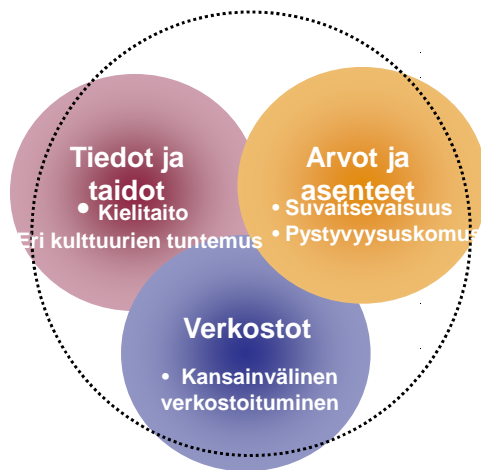 Tiedot ja
taidot
• Kielitaito
Eri kulttuurien tuntemus
Arvot ja
asenteet
• Suvaitsevaisuus
• Pystyvyysuskomus
Verkostot
• Kansainvälinen
verkostoituminen